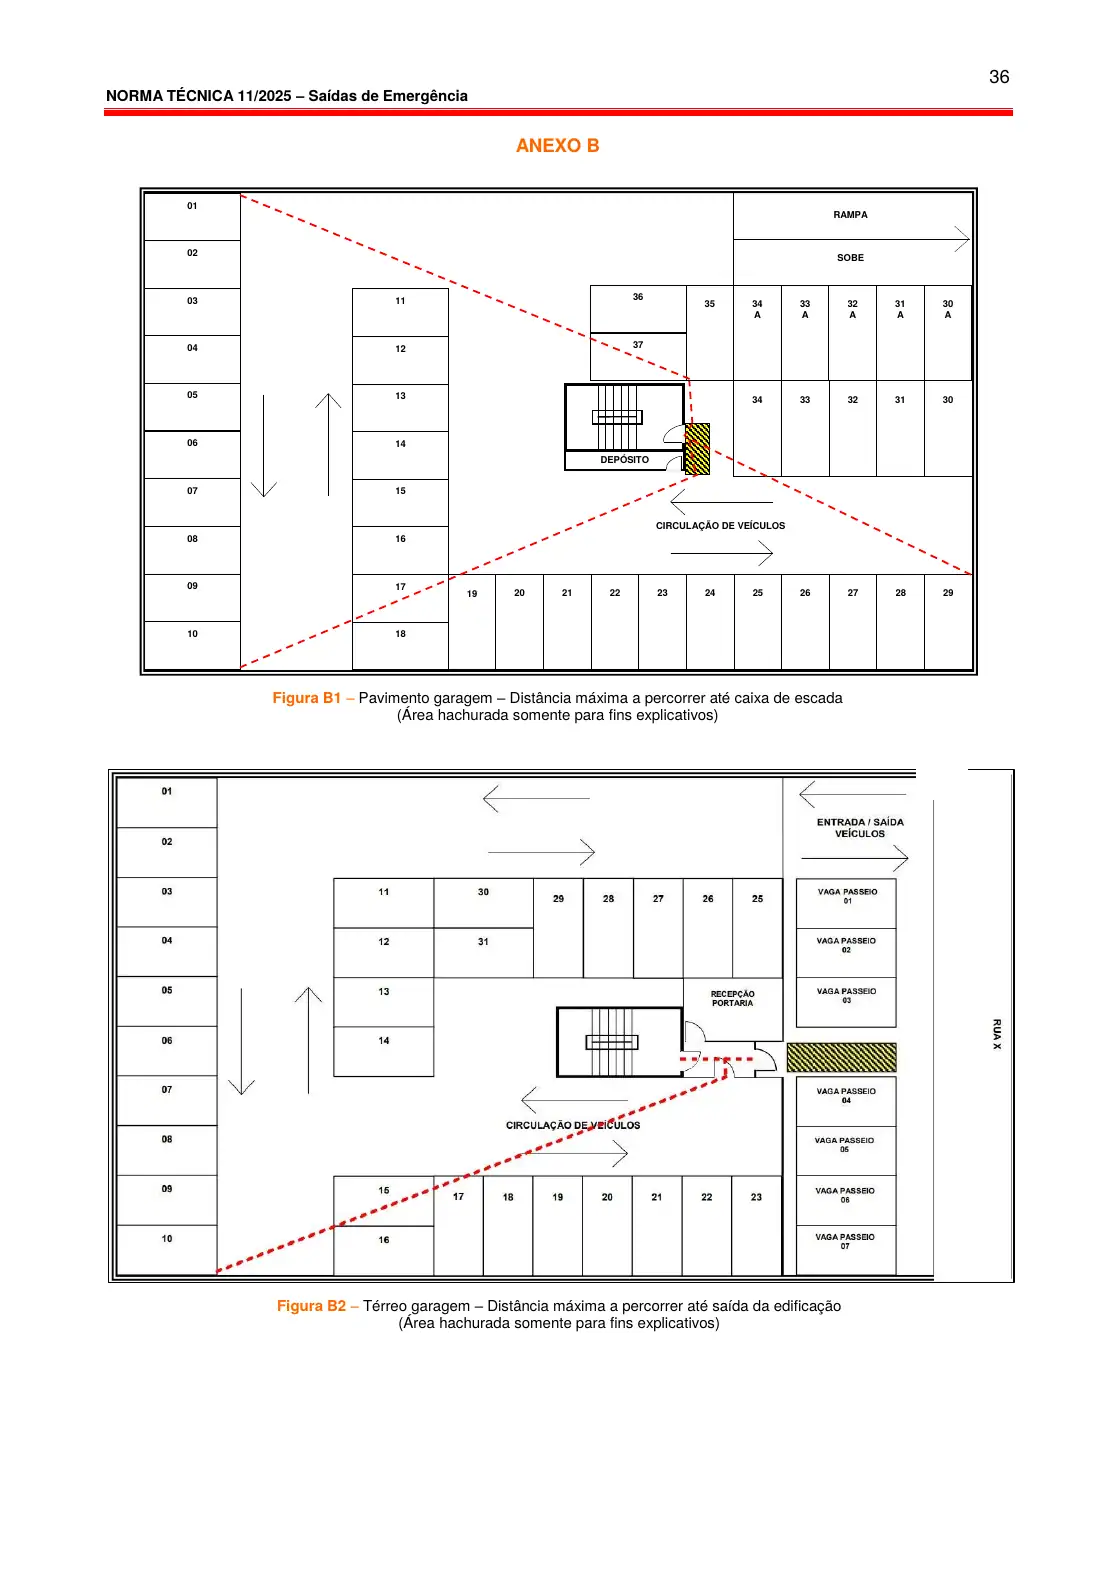 36
NORMA TÉCNICA 11/2025 – Saídas de Emergência
ANEXO B
01
02
03
04
05
06
07
08
09
10
11
12
13
14
15
16
17
18
36
37
35
34
A
33
A
32
A
31
A
30
A
RAMPA
SOBE
34
33
32
31
30
DEPÓSITO
CIRCULAÇÃO DE VEÍCULOS
19
20
21
22
23
24
25
26
27
28
29
Figura B1 – Pavimento garagem – Distância máxima a percorrer até caixa de escada
(Área hachurada somente para fins explicativos)
01
02
03
04
05
06
07
08
09
10
11
12
13
14
30
31
29
28
27
26
25
RECEPÇÃO
PORTARIA
ENTRADA / SAÍDA
VEÍCULOS
VAGA PASSEIO
01
VAGA PASSEIO
02
VAGA PASSEIO
03
RUA X
VAGA PASSEIO
04
VAGA PASSEIO
05
VAGA PASSEIO
06
VAGA PASSEIO
07
CIRCULAÇÃO DE VEÍCULOS
15
16
17
18
19
20
21
22
23
Figura B2 – Térreo garagem – Distância máxima a percorrer até saída da edificação
(Área hachurada somente para fins explicativos)